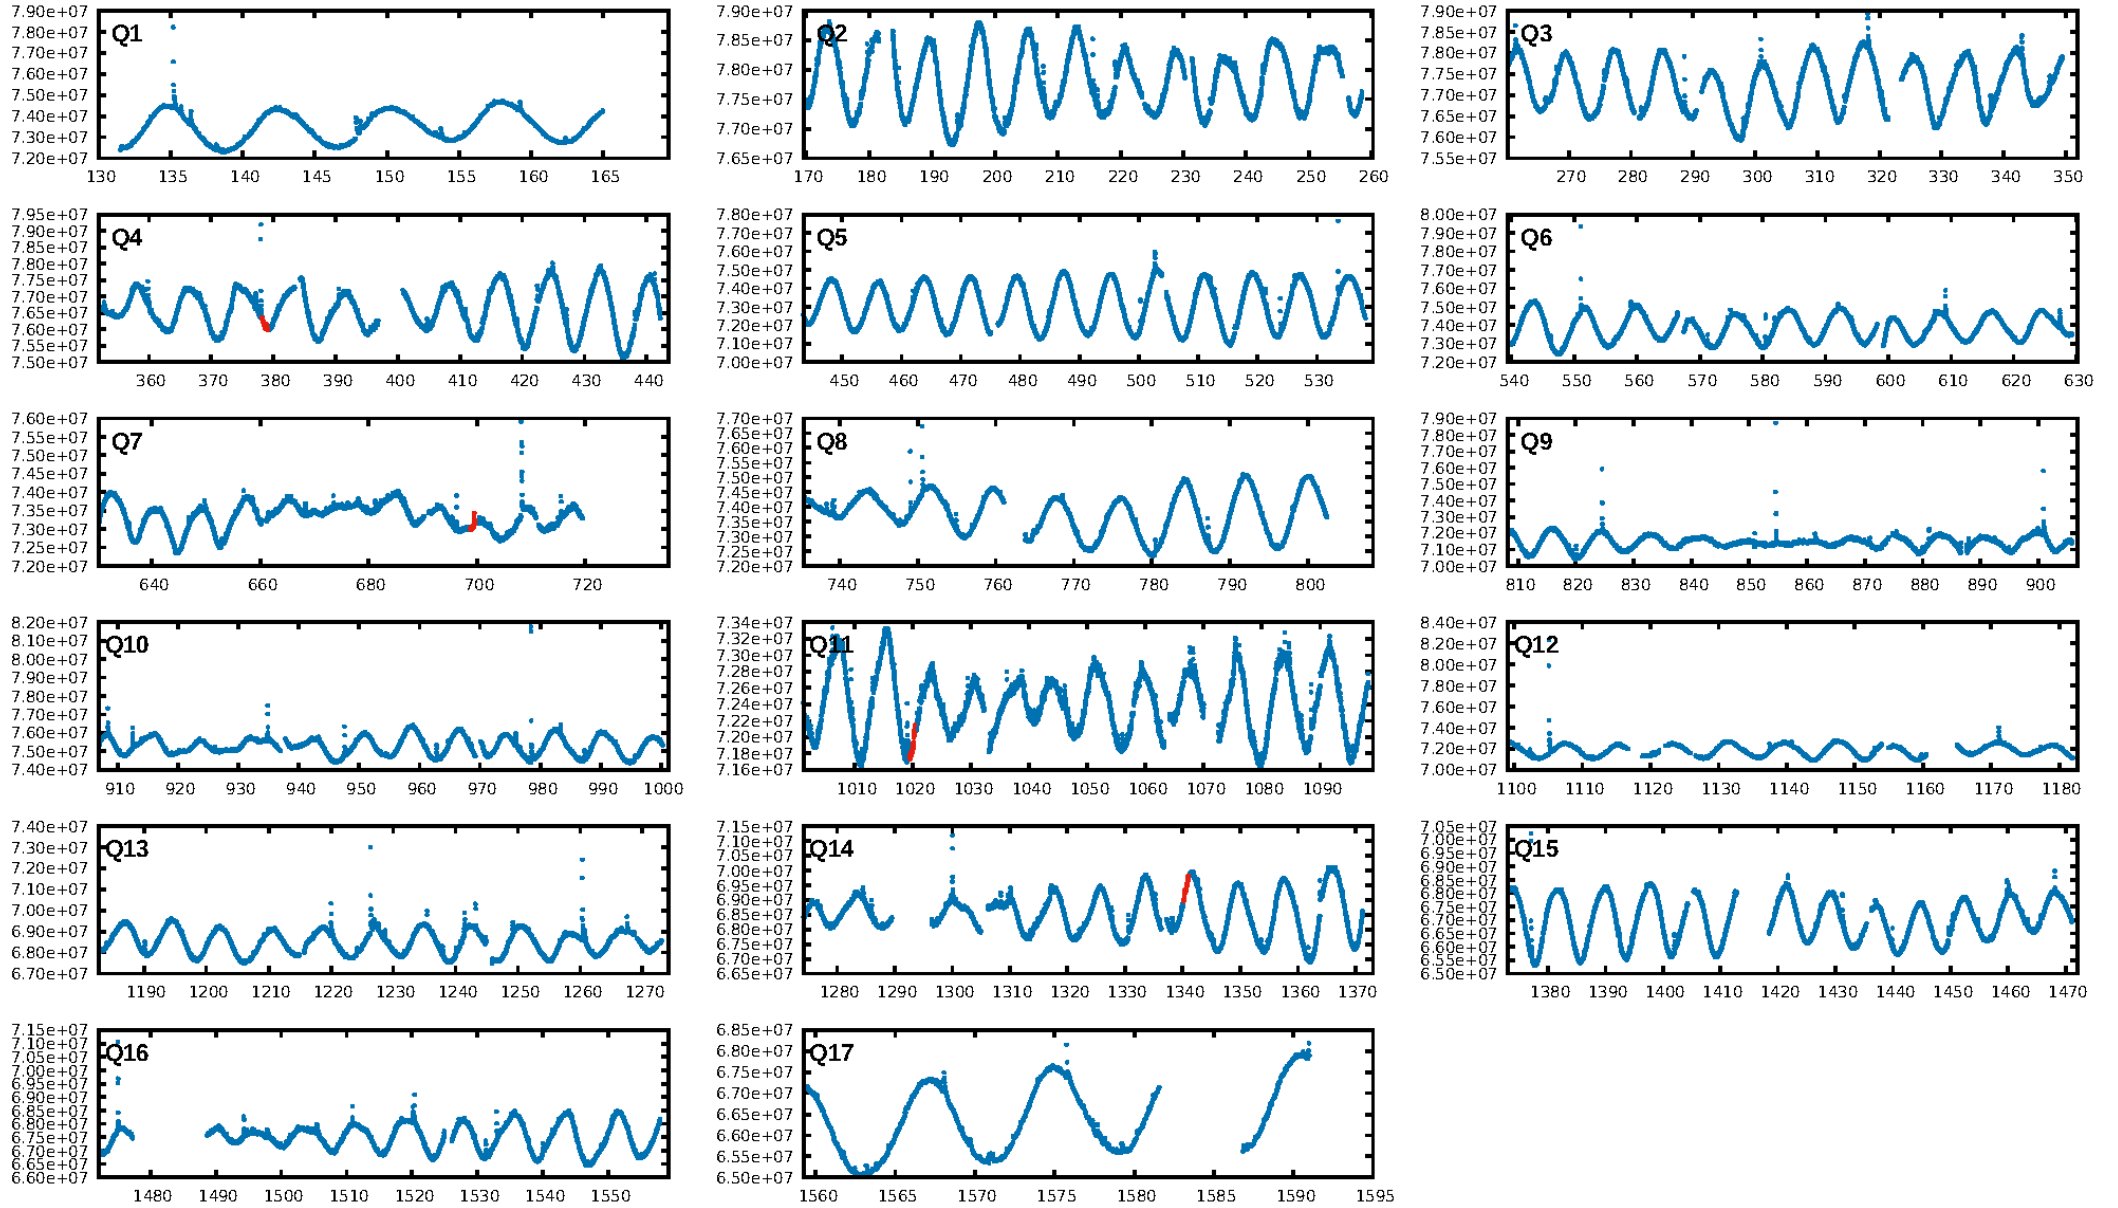 Q1
7.90e+07
7.80e+07
7.70e+07
7.60e+07
7.50e+07
7.40e+07
7.30e+07
7.20e+07
130 135 140 145 150 155 160 165
Q2
7.90e+07
7.85e+07
7.80e+07
7.75e+07
7.70e+07
7.65e+07
170 180 190 200 210 220 230 240 250 260
Q3
7.90e+07
7.85e+07
7.80e+07
7.75e+07
7.70e+07
7.65e+07
7.60e+07
7.55e+07
270 280 290 300 310 320 330 340 350
Q4
7.95e+07
7.90e+07
7.85e+07
7.80e+07
7.75e+07
7.70e+07
7.65e+07
7.60e+07
7.55e+07
7.50e+07
360 370 380 390 400 410 420 430 440
Q5
7.80e+07
7.70e+07
7.60e+07
7.50e+07
7.40e+07
7.30e+07
7.20e+07
7.10e+07
7.00e+07
450 460 470 480 490 500 510 520 530
Q6
8.00e+07
7.90e+07
7.80e+07
7.70e+07
7.60e+07
7.50e+07
7.40e+07
7.30e+07
7.20e+07
540 550 560 570 580 590 600 610 620 630
Q7
7.60e+07
7.55e+07
7.50e+07
7.45e+07
7.40e+07
7.35e+07
7.30e+07
7.25e+07
7.20e+07
640 660 680 700 720
Q8
7.70e+07
7.65e+07
7.60e+07
7.55e+07
7.50e+07
7.45e+07
7.40e+07
7.35e+07
7.30e+07
7.25e+07
7.20e+07
740 750 760 770 780 790 800
Q9
7.90e+07
7.80e+07
7.70e+07
7.60e+07
7.50e+07
7.40e+07
7.30e+07
7.20e+07
7.10e+07
7.00e+07
810 820 830 840 850 860 870 880 890 900
Q10
8.20e+07
8.10e+07
8.00e+07
7.90e+07
7.80e+07
7.70e+07
7.60e+07
7.50e+07
7.40e+07
910 920 930 940 950 960 970 980 990 1000
Q11
7.34e+07
7.32e+07
7.30e+07
7.28e+07
7.26e+07
7.24e+07
7.22e+07
7.20e+07
7.18e+07
7.16e+07
1010 1020 1030 1040 1050 1060 1070 1080 1090
Q12
8.40e+07
8.20e+07
8.00e+07
7.80e+07
7.60e+07
7.40e+07
7.20e+07
7.00e+07
1100 1110 1120 1130 1140 1150 1160 1170 1180
Q13
7.40e+07
7.30e+07
7.20e+07
7.10e+07
7.00e+07
6.90e+07
6.80e+07
6.70e+07
1190 1200 1210 1220 1230 1240 1250 1260 1270
Q14
7.15e+07
7.10e+07
7.05e+07
7.00e+07
6.95e+07
6.90e+07
6.85e+07
6.80e+07
6.75e+07
6.70e+07
6.65e+07
1280 1290 1300 1310 1320 1330 1340 1350 1360 1370
Q15
7.05e+07
7.00e+07
6.95e+07
6.90e+07
6.85e+07
6.80e+07
6.75e+07
6.70e+07
6.65e+07
6.60e+07
6.55e+07
6.50e+07
1380 1390 1400 1410 1420 1430 1440 1450 1460 1470
Q16
7.15e+07
7.10e+07
7.05e+07
7.00e+07
6.95e+07
6.90e+07
6.85e+07
6.80e+07
6.75e+07
6.70e+07
6.65e+07
6.60e+07
1480 1490 1500 1510 1520 1530 1540 1550
Q17
6.85e+07
6.80e+07
6.75e+07
6.70e+07
6.65e+07
6.60e+07
6.55e+07
6.50e+07
1560 1565 1570 1575 1580 1585 1590 1595